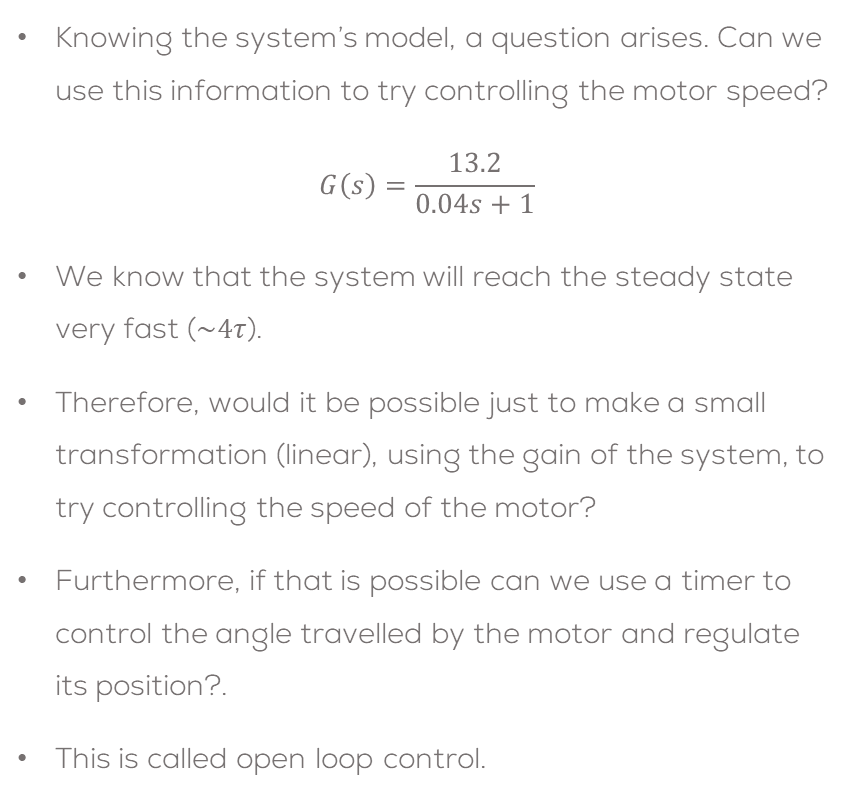 • Knowing the system's model, a question arises. Can we
use this information to try controlling the motor speed?
G(s) = 13.2 / 0.04s + 1
• We know that the system will reach the steady state
very fast (~4τ).
• Therefore, would it be possible just to make a small
transformation (linear), using the gain of the system, to
try controlling the speed of the motor?
• Furthermore, if that is possible can we use a timer to
control the angle travelled by the motor and regulate
its position?.
• This is called open loop control.